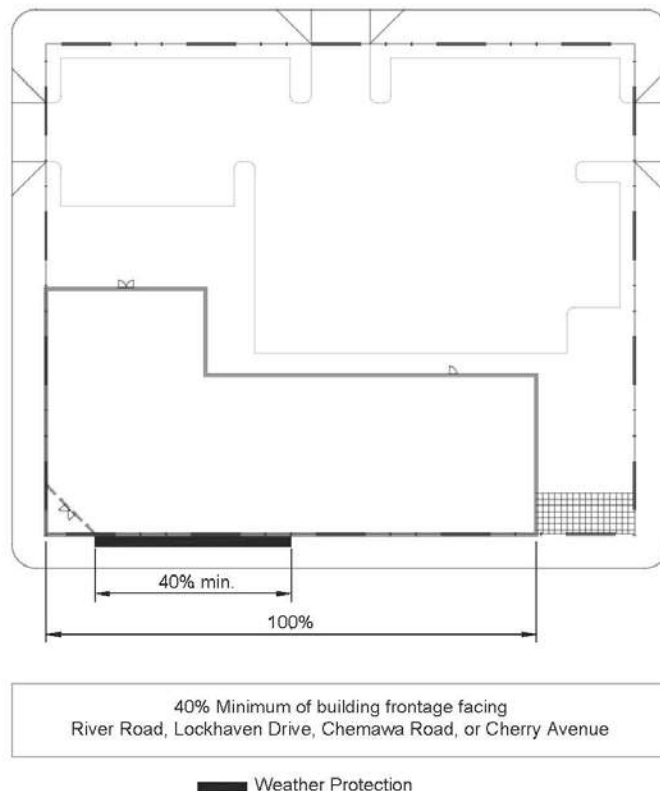 40% min.
100%
40% Minimum of building frontage facing
River Road, Lockhaven Drive, Chemawa Road, or Cherry Avenue
Weather Protection